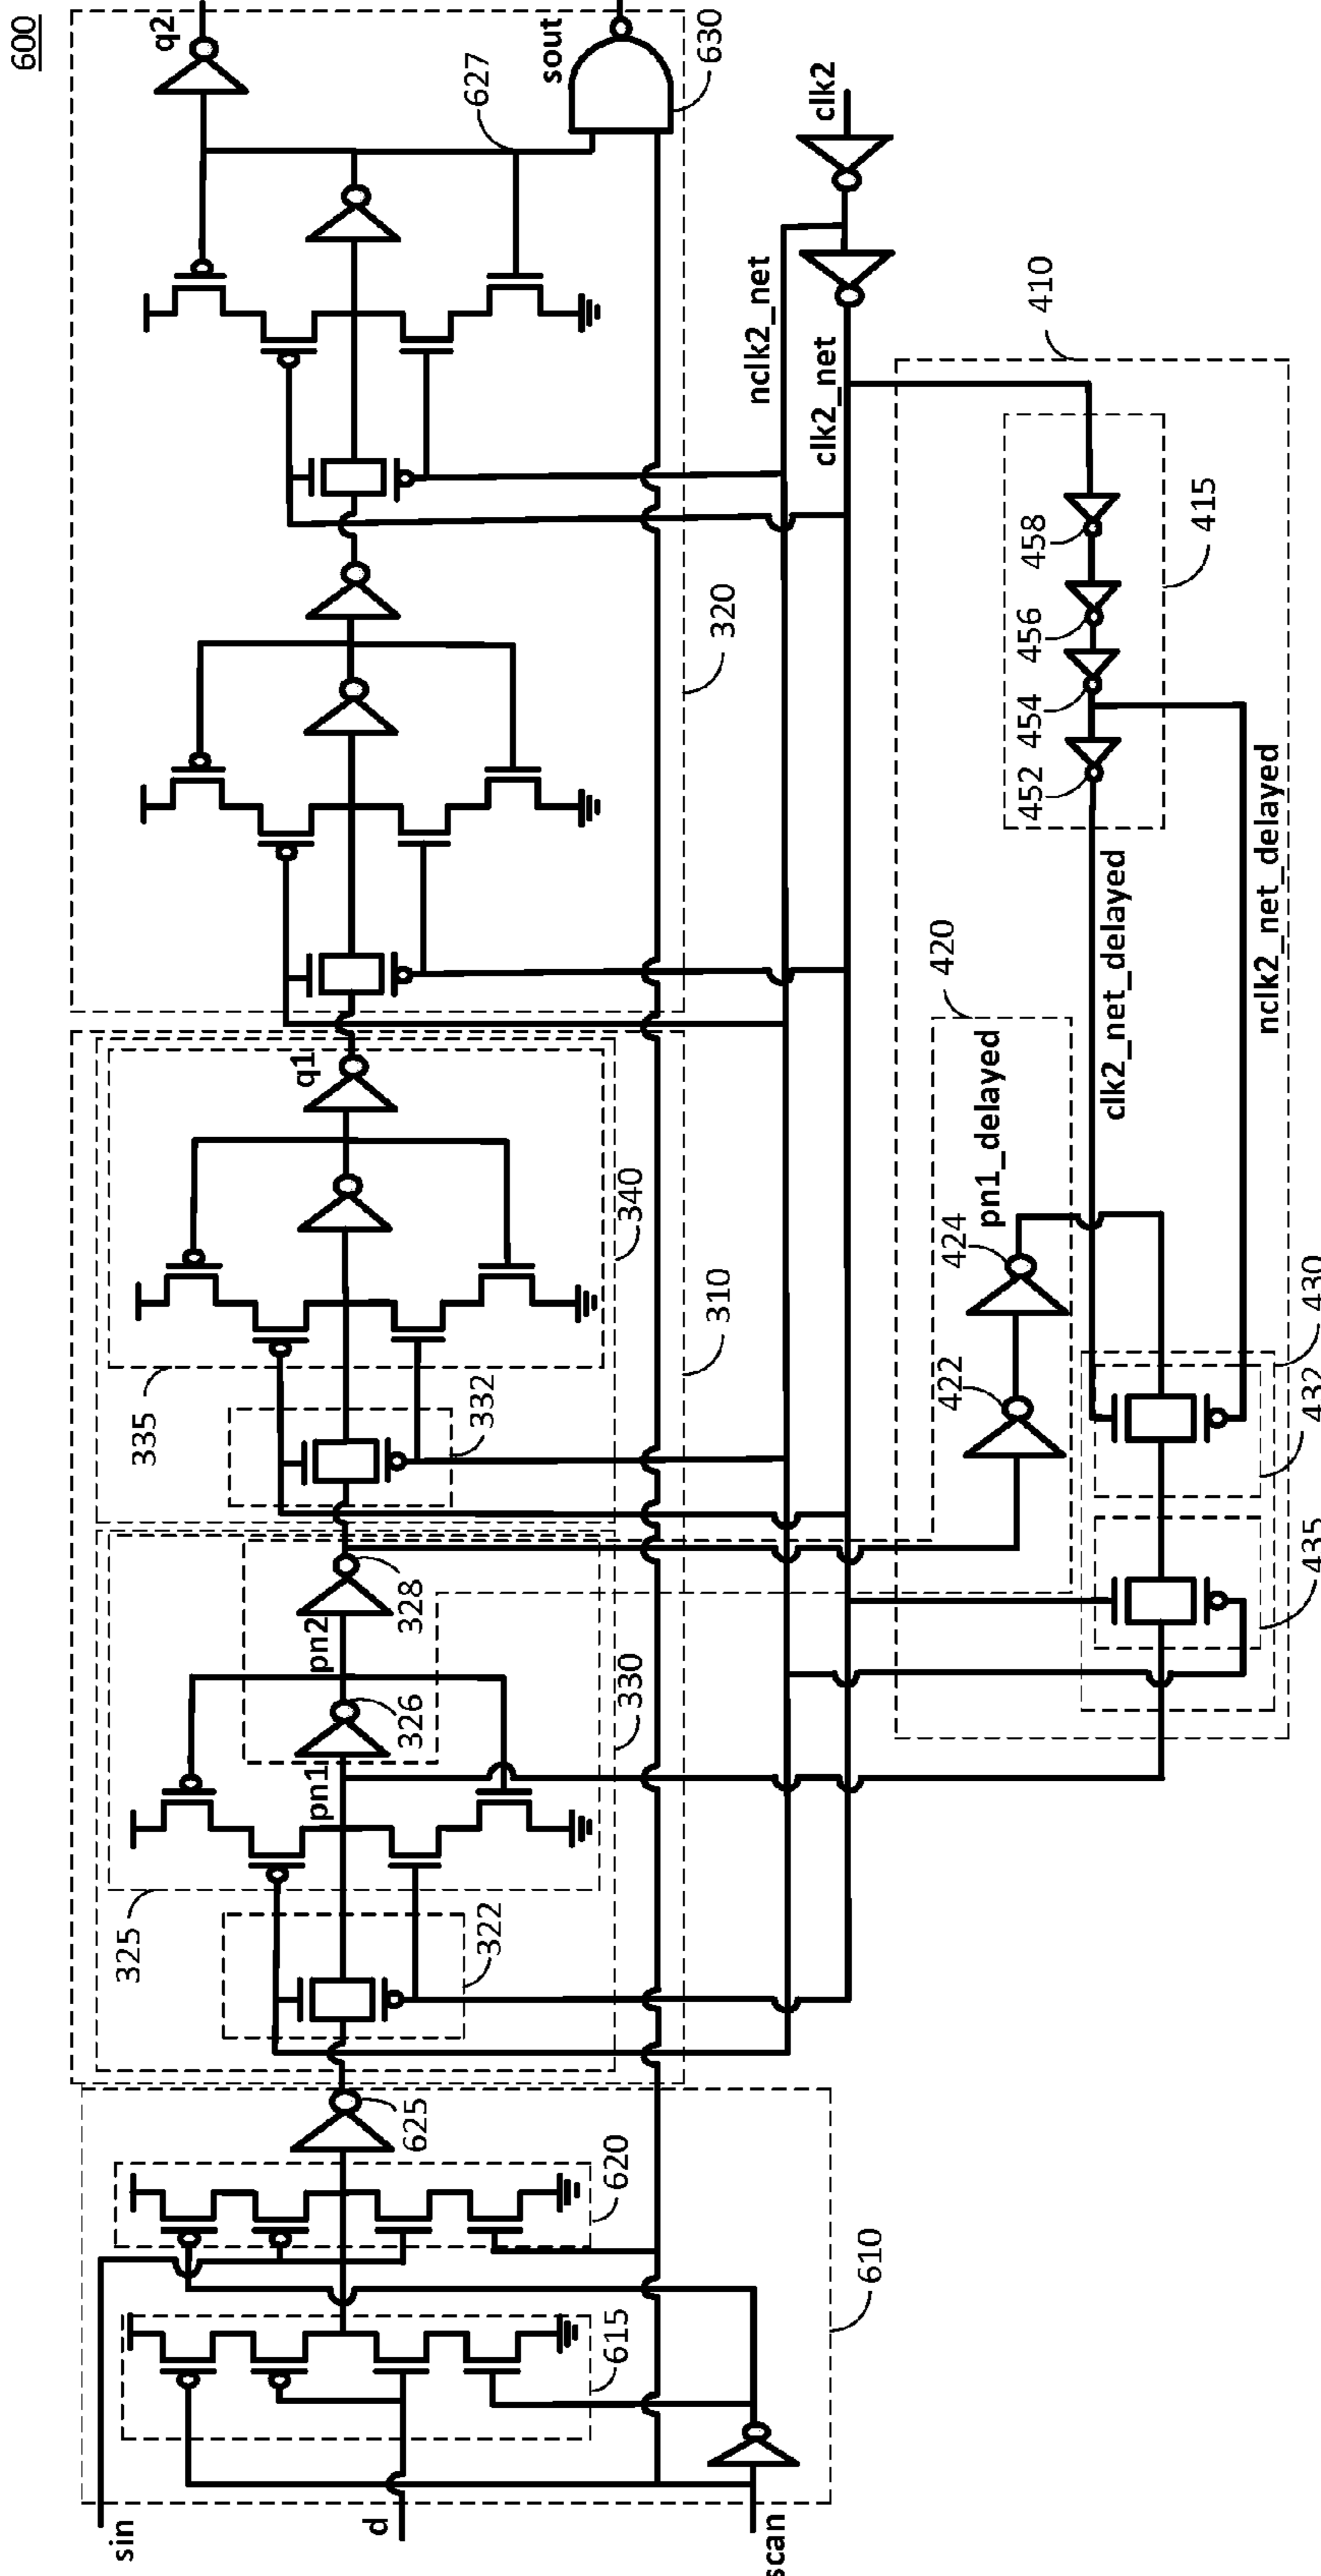 600
sin
325
335
q2
d
322
pn1
326
pn2
328
332
q1
627
615
620
625
330
340
sout
310
320
630
scan
610
nclk2_net
clk2_net
clk2
422
424
420
pn1_delayed
452
454
456
458
410
clk2_net_delayed
415
nclk2_net_delayed
435
432
430